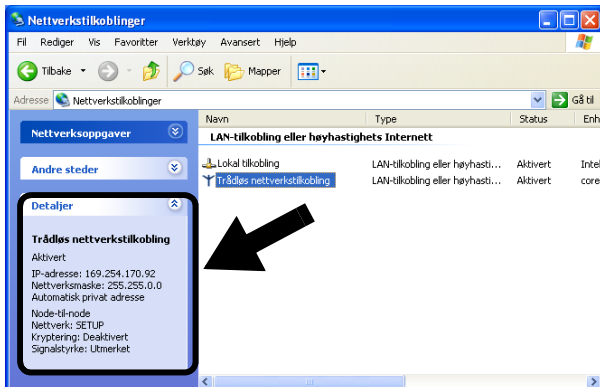 Nettverkstilkoblinger
Fil Rediger Vis Favoritter Verktøy Avansert Hjelp
Tilbake Søk Mapper
Adresse Nettverkstilkoblinger Gå til
Nettverksoppgaver
Andre steder
Detaljer
Trådløs nettverkstilkobling
Aktivert
IP-adresse: 169.254.170.92
Nettverksmaske: 255.255.0.0
Automatisk privat adresse
Node-til-node
Nettverk: SETUP
Kryptering: Deaktivert
Signalstyrke: Utmerket
Navn Type Status Enh
LAN-tilkobling eller høyhastighets Internett
Lokal tilkobling LAN-tilkobling eller høyhasti... Aktivert Intel
Trådløs nettverkstilkobling LAN-tilkobling eller høyhasti... Aktivert core